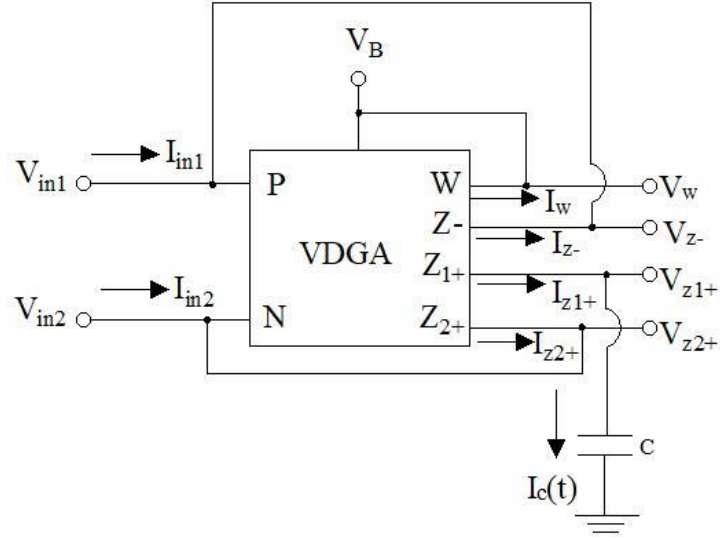 V_B
V_in1
I_in1
P
W
V_w
I_w
Z-
V_z-
I_z-
VDGA
Z_1+
V_z1+
I_z1+
V_in2
I_in2
N
Z_2+
V_z2+
I_z2+
C
I_c(t)